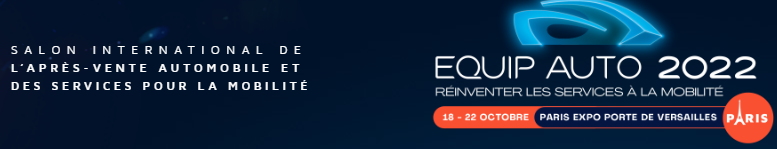 SALON INTERNATIONAL DE
L'APRÈS-VENTE AUTOMOBILE ET
DES SERVICES POUR LA MOBILITÉ
EQUIP AUTO 2022
RÉINVENTER LES SERVICES À LA MOBILITÉ
18 - 22 OCTOBRE PARIS EXPO PORTE DE VERSAILLES
PARIS